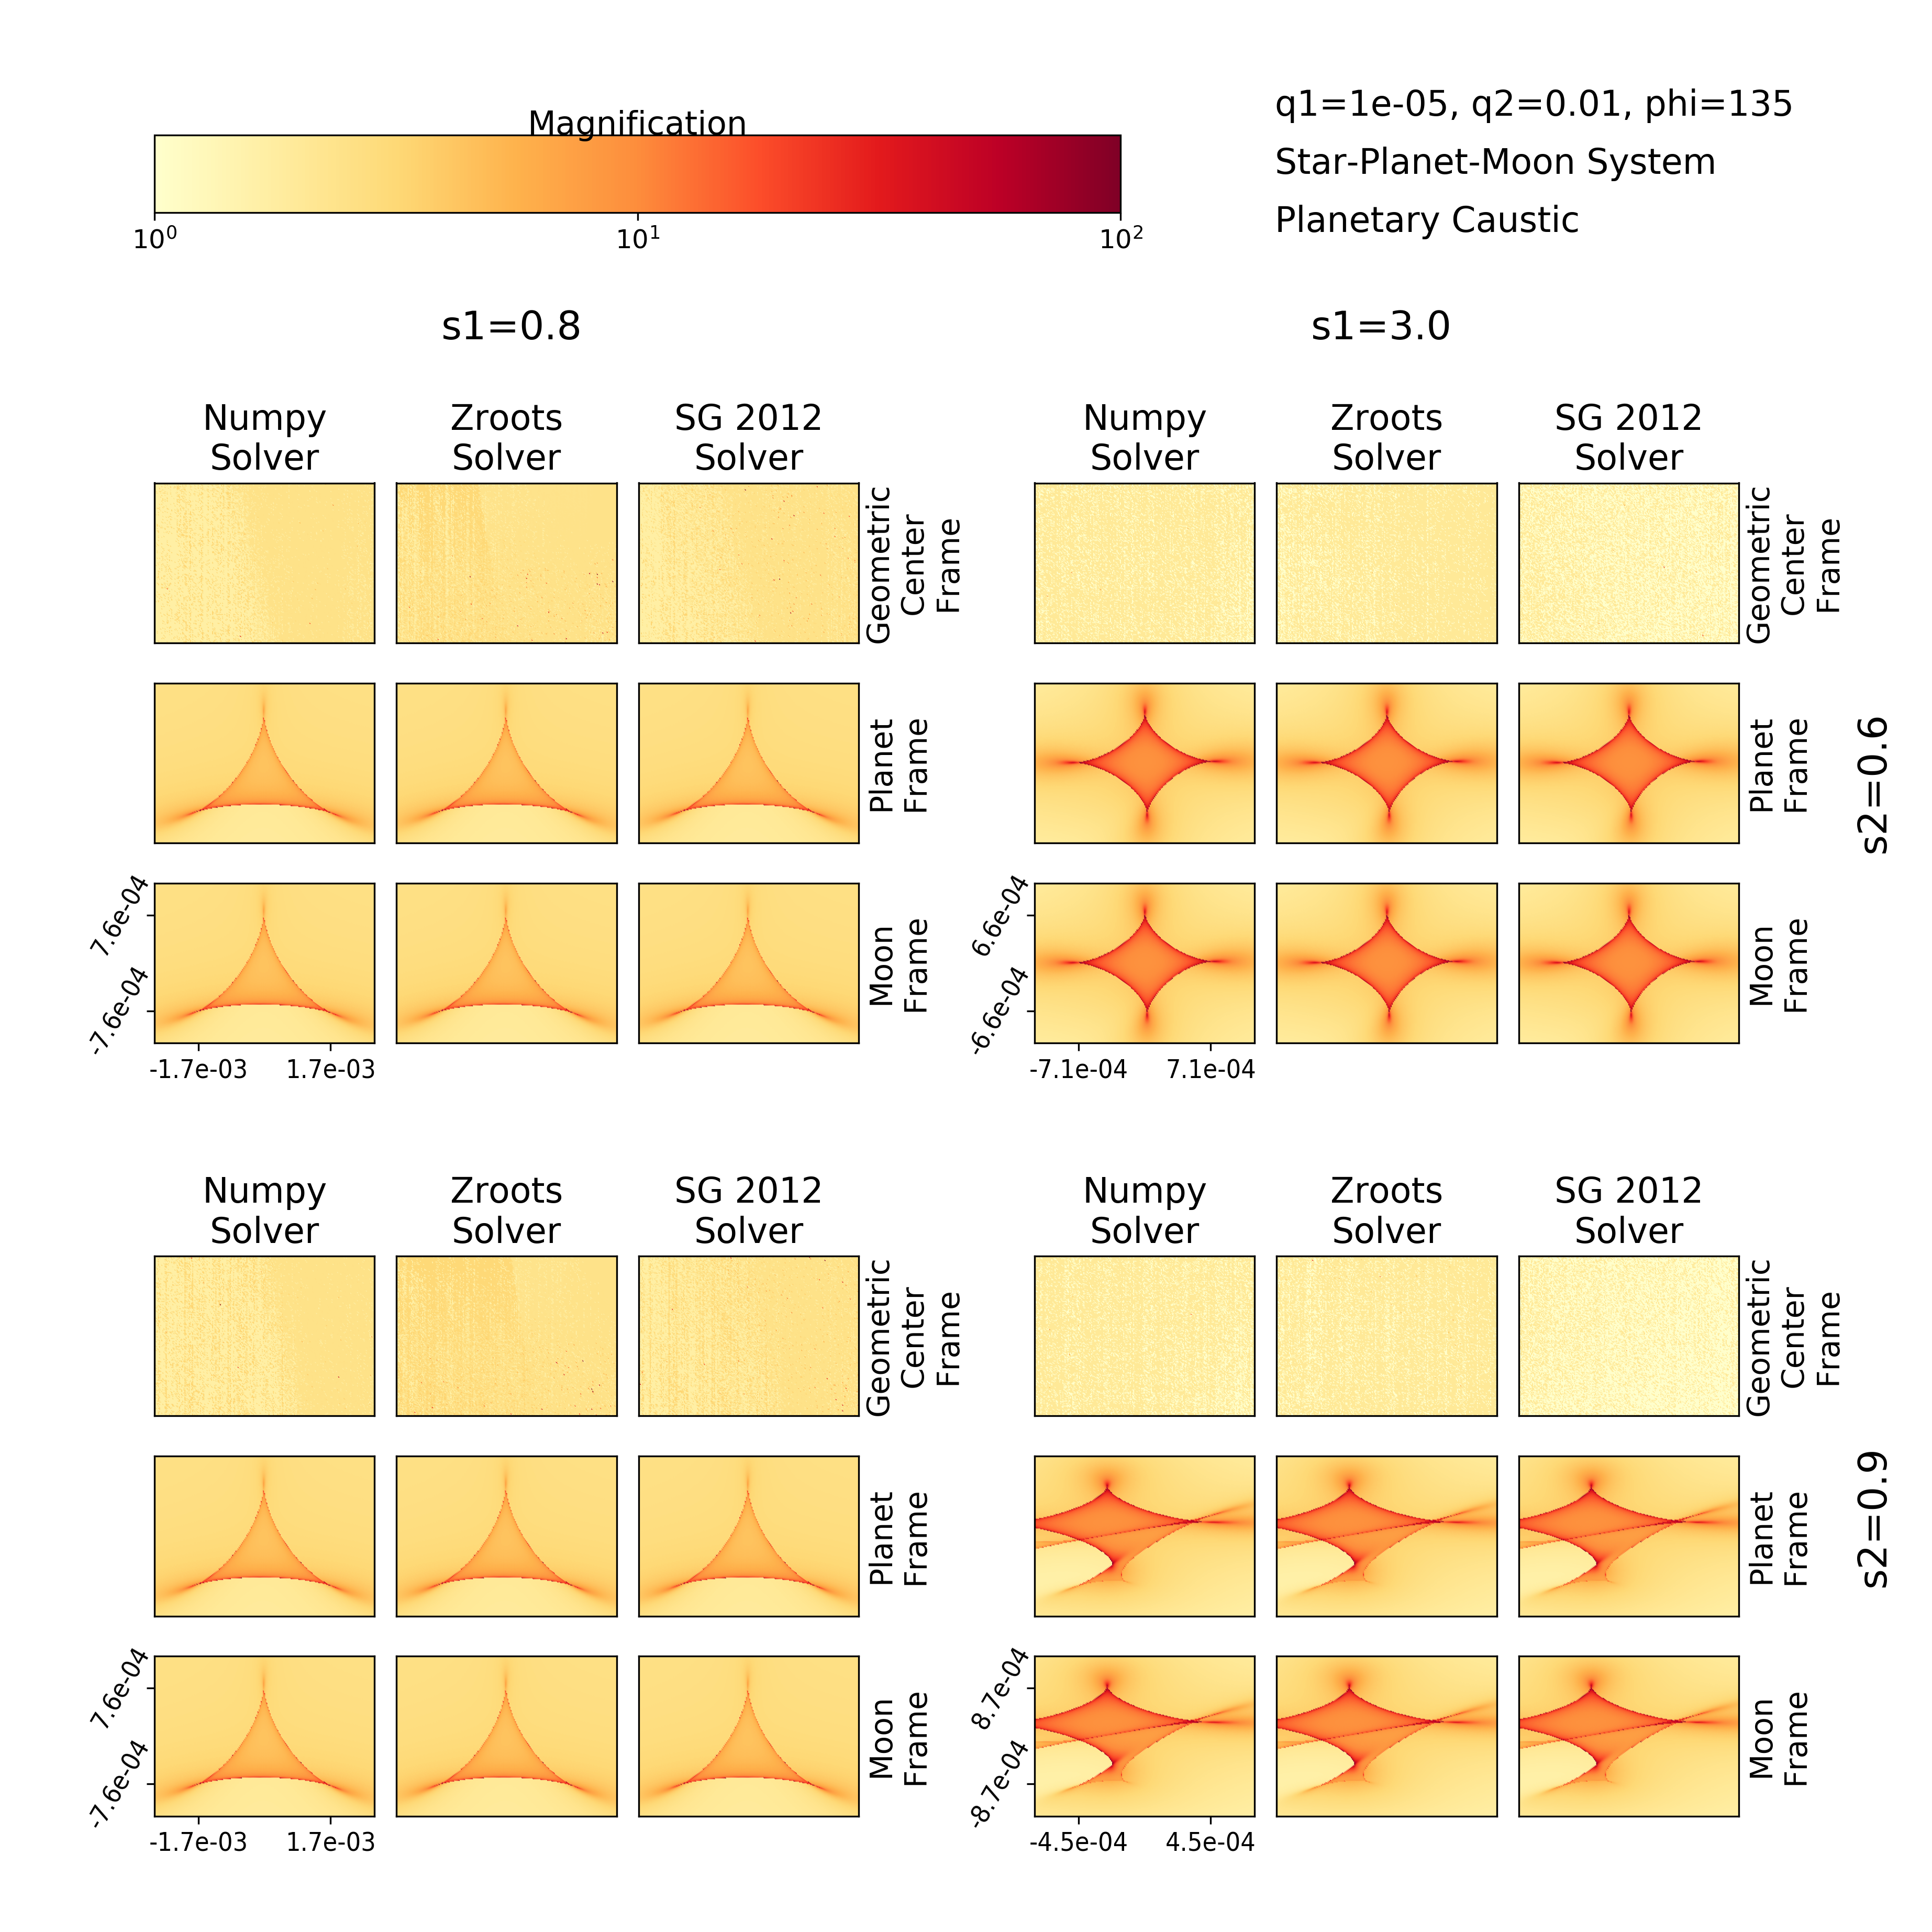 Magnification
10^0 10^1 10^2
q1=1e-05, q2=0.01, phi=135
Star-Planet-Moon System
Planetary Caustic
s1=0.8
s1=3.0
Numpy
Solver
Zroots
Solver
SG 2012
Solver
Numpy
Solver
Zroots
Solver
SG 2012
Solver
Geometric
Center
Frame
Geometric
Center
Frame
Planet
Frame
Planet
Frame
s2=0.6
7.6e-04
-7.6e-04
Moon
Frame
6.6e-04
-6.6e-04
Moon
Frame
-1.7e-03 1.7e-03
-7.1e-04 7.1e-04
Numpy
Solver
Zroots
Solver
SG 2012
Solver
Numpy
Solver
Zroots
Solver
SG 2012
Solver
Geometric
Center
Frame
Geometric
Center
Frame
Planet
Frame
Planet
Frame
s2=0.9
7.6e-04
-7.6e-04
Moon
Frame
8.7e-04
-8.7e-04
Moon
Frame
-1.7e-03 1.7e-03
-4.5e-04 4.5e-04